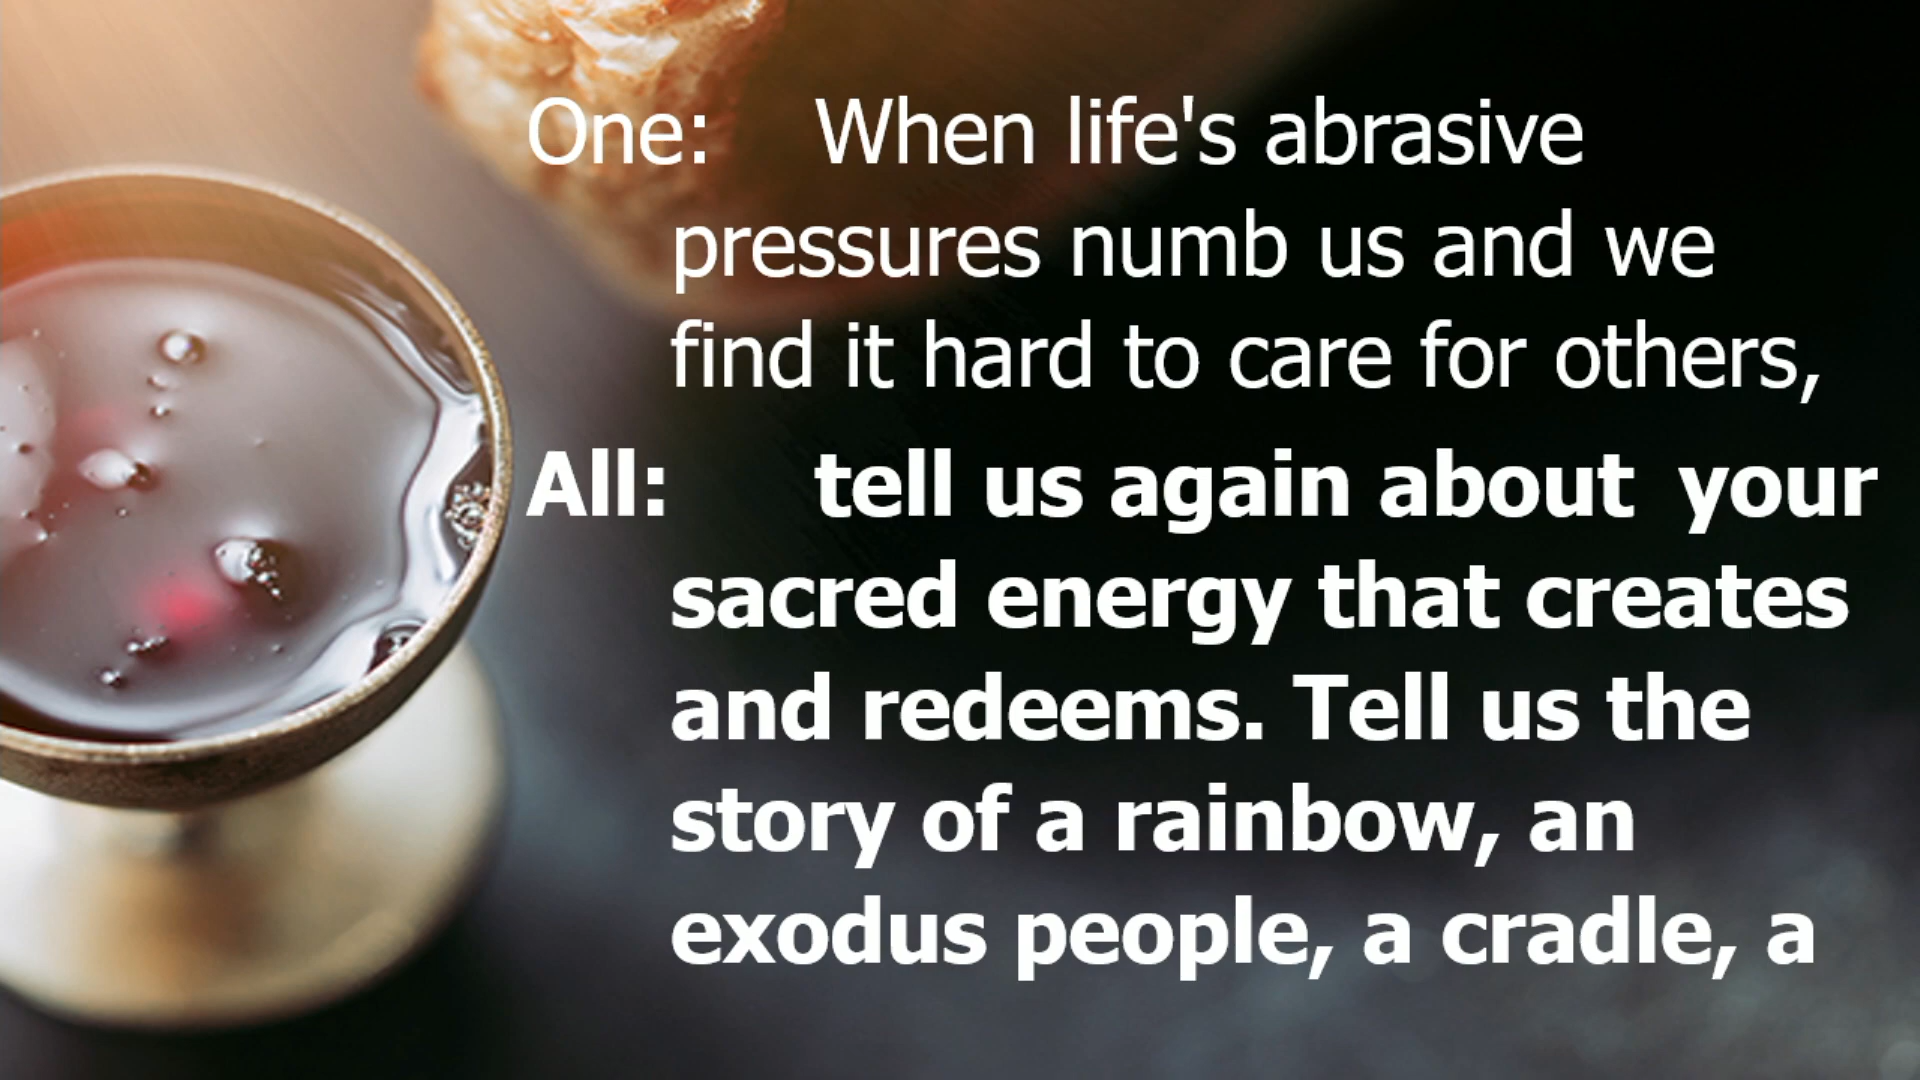 One: When life's abrasive
pressures numb us and we
find it hard to care for others,
All: tell us again about your
sacred energy that creates
and redeems. Tell us the
story of a rainbow, an
exodus people, a cradle, a